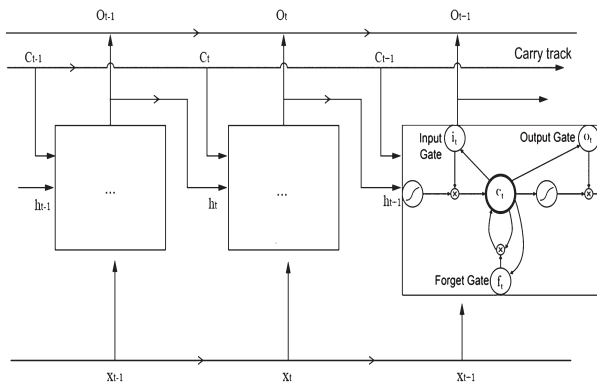 Ot-1 Ot Ot−1
Ct-1 Ct Ct−1 Carry track
Input Gate it Output Gate ot
... ... ct
ht-1 ht ht−1
Forget Gate ft
Xt-1 Xt Xt−1